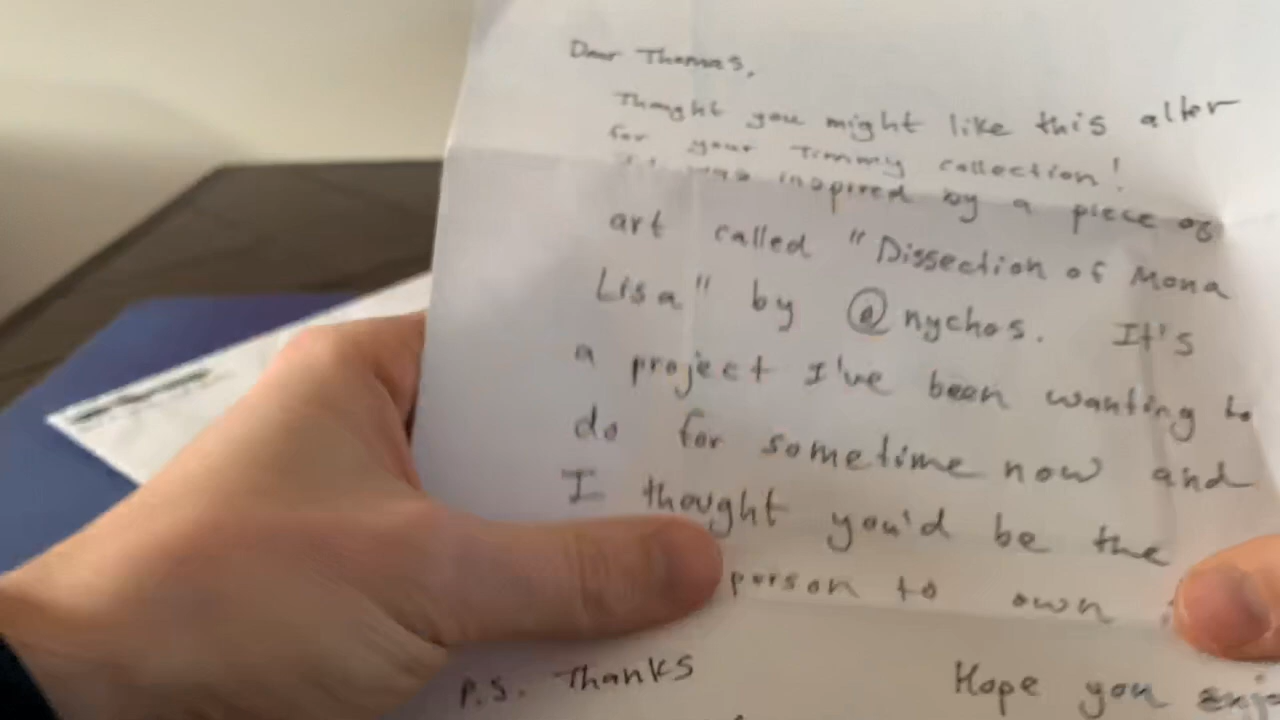 Dear Thomas,
Thought you might like this alter
for your Timmy collection!
was inspired by a piece of
art called "Dissection of Mona
Lisa" by @nychos. It's
a project I've been wanting to
do for sometime now and
I thought you'd be the
person to own
P.S. Thanks
Hope you